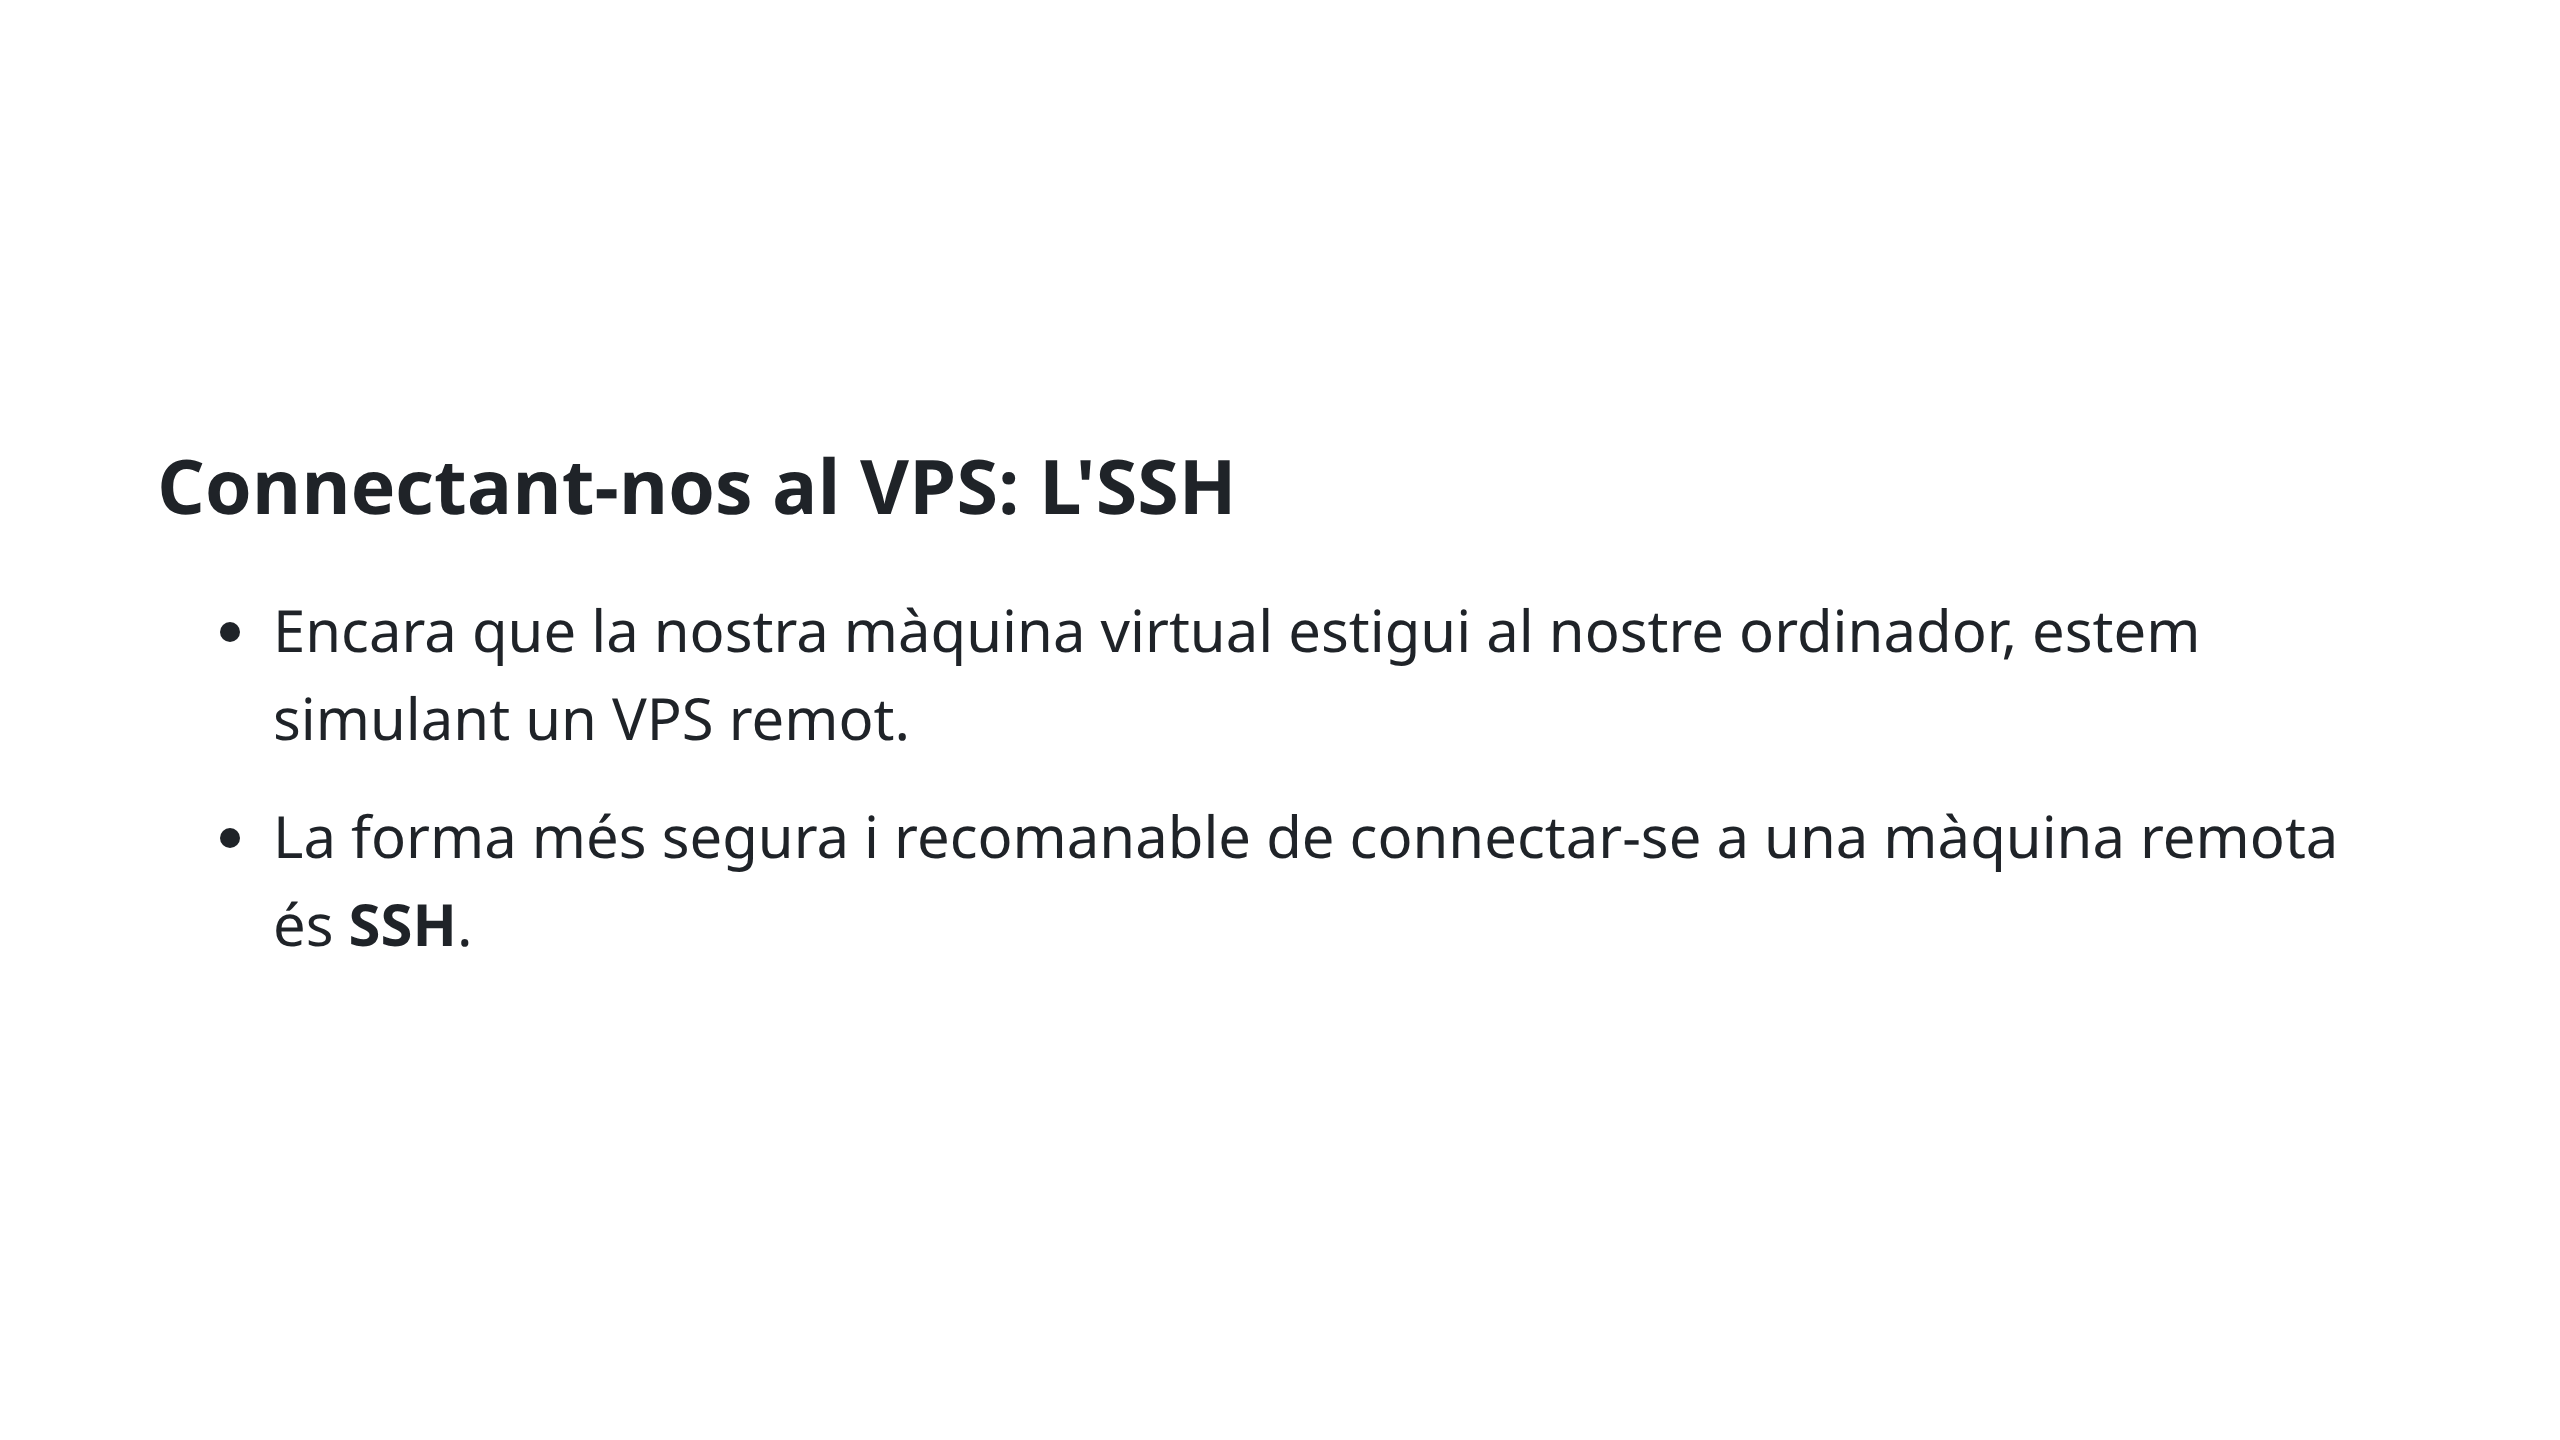 Connectant-nos al VPS: L'SSH
• Encara que la nostra màquina virtual estigui al nostre ordinador, estem
simulant un VPS remot.
• La forma més segura i recomanable de connectar-se a una màquina remota
és SSH.